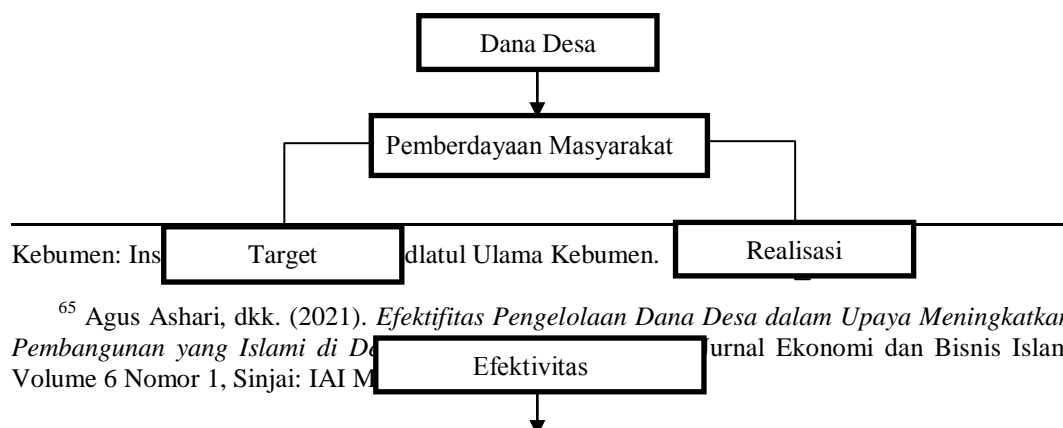 Dana Desa
Pemberdayaan Masyarakat
Target
Realisasi
Kebumen: Ins dlatul Ulama Kebumen.
65 Agus Ashari, dkk. (2021). Efektifitas Pengelolaan Dana Desa dalam Upaya Meningkatkan
Pembangunan yang Islami di De urnal Ekonomi dan Bisnis Islam
Volume 6 Nomor 1, Sinjai: IAI M
Efektivitas